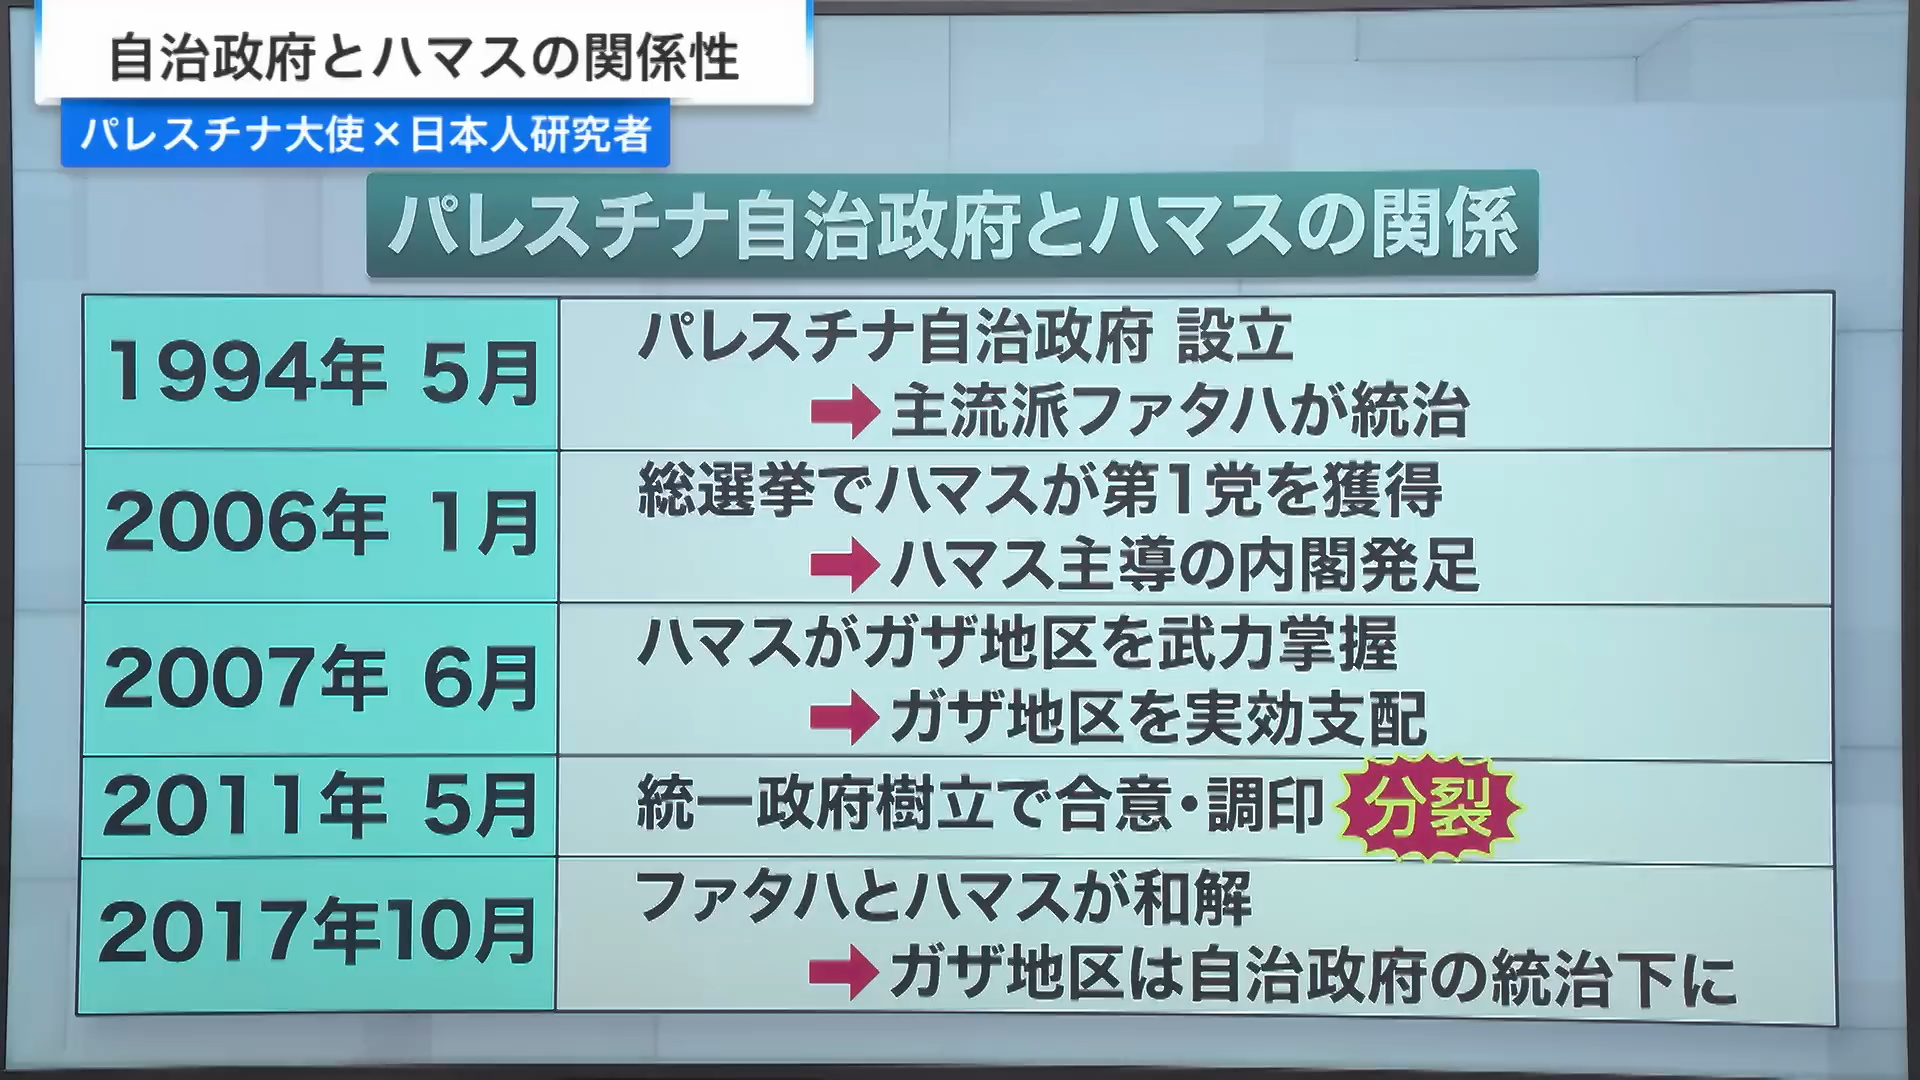 自治政府とハマスの関係性
パレスチナ大使×日本人研究者
パレスチナ自治政府とハマスの関係
1994年 5月
パレスチナ自治政府 設立
➡主流派ファタハが統治
2006年 1月
総選挙でハマスが第1党を獲得
➡ハマス主導の内閣発足
2007年 6月
ハマスがガザ地区を武力掌握
➡ガザ地区を実効支配
2011年 5月
統一政府樹立で合意・調印 分裂
2017年10月
ファタハとハマスが和解
➡ガザ地区は自治政府の統治下に